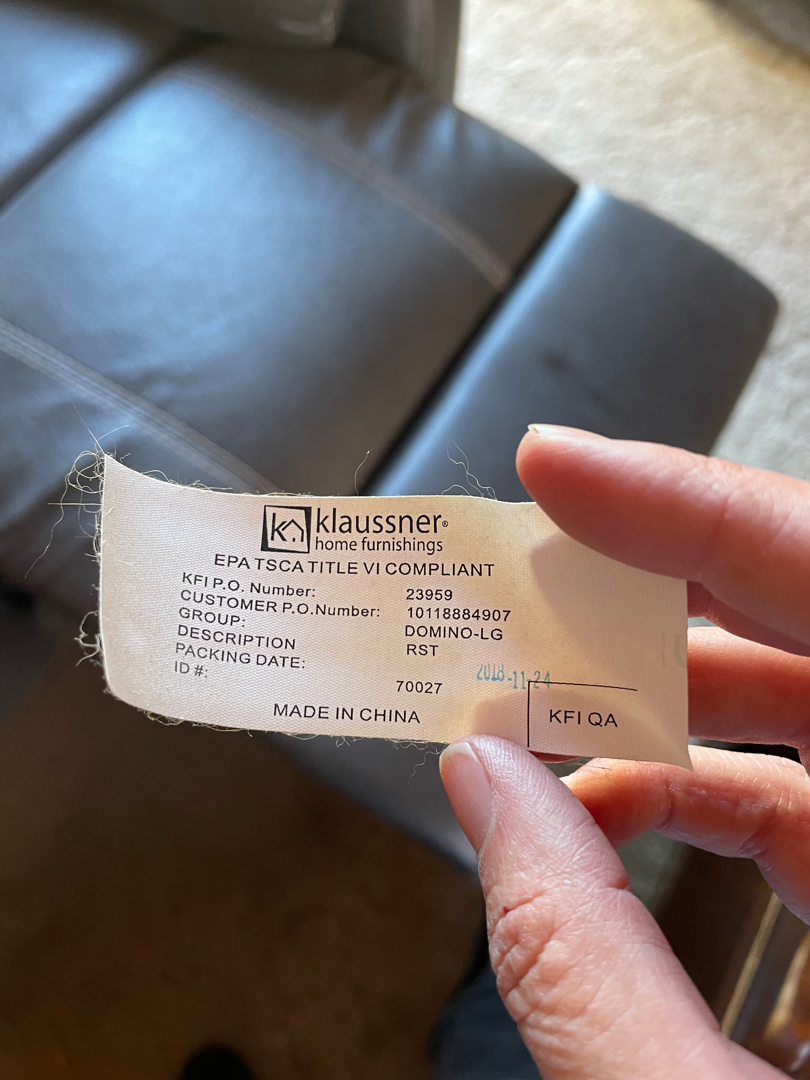 klaussner®
home furnishings
EPA TSCA TITLE VI COMPLIANT
KFI P.O. Number: 23959
CUSTOMER P.O.Number: 10118884907
GROUP: DOMINO-LG
DESCRIPTION RST
PACKING DATE: 2018-11-24
ID #: 70027
MADE IN CHINA
KFI QA